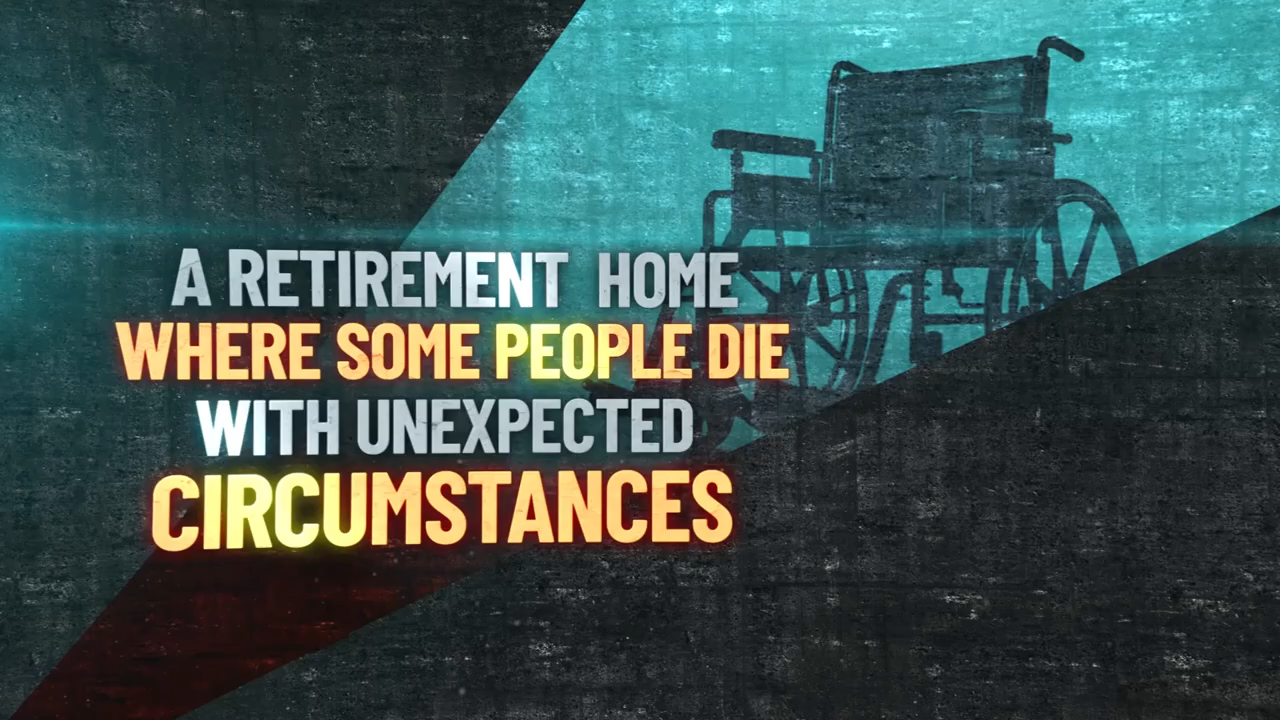 A RETIREMENT HOME
WHERE SOME PEOPLE DIE
WITH UNEXPECTED
CIRCUMSTANCES